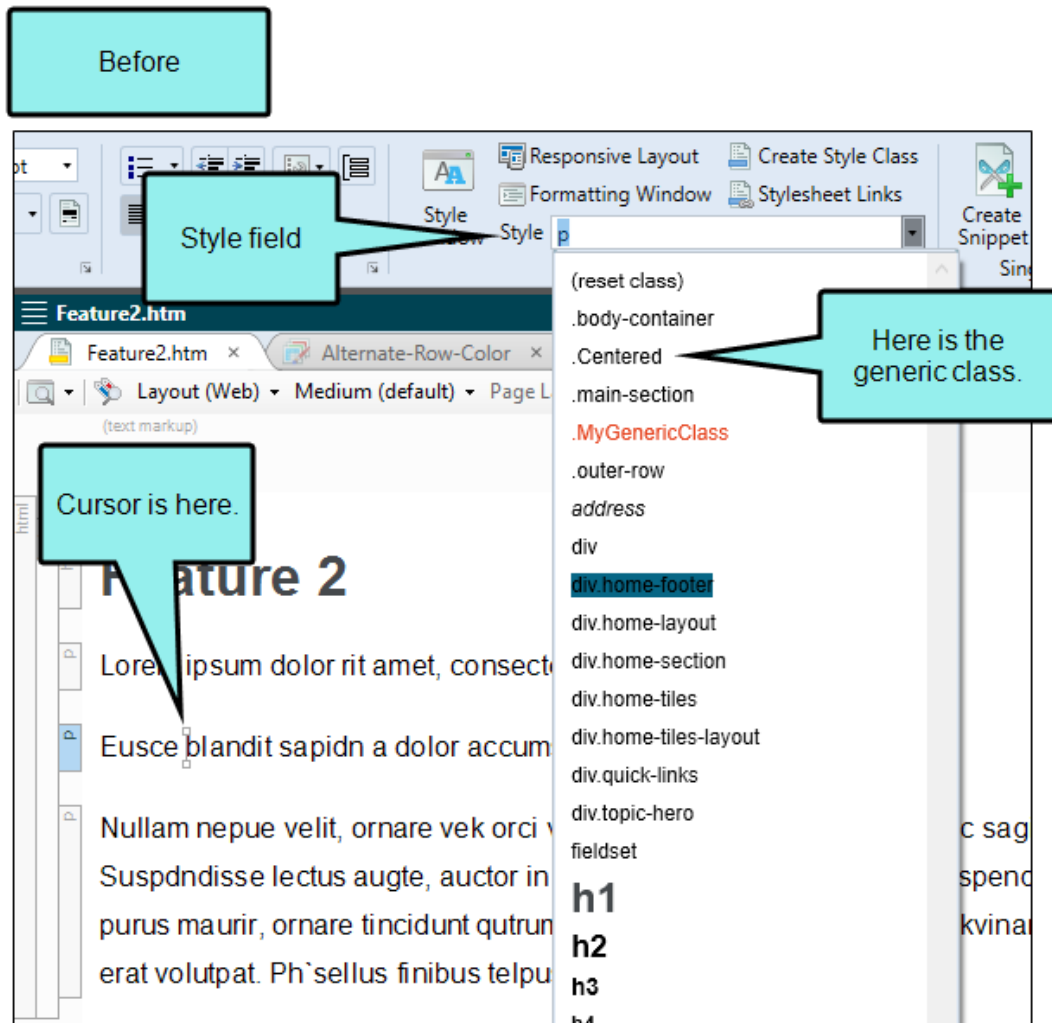 Before
pt
Responsive Layout
Create Style Class
Formatting Window
Stylesheet Links
Style
Style p
Create
Snippet
Style field
(reset class)
Feature2.htm
.body-container
Here is the
generic class.
Feature2.htm × Alternate-Row-Color ×
.Centered
Layout (Web) Medium (default) Page L
.main-section
(text markup)
.MyGenericClass
.outer-row
Cursor is here.
html
address
div
Feature 2
div.home-footer
div.home-layout
p
Lorem ipsum dolor rit amet, consect
div.home-section
div.home-tiles
p
Eusce blandit sapidn a dolor accum
div.home-tiles-layout
div.quick-links
div.topic-hero
p
Nullam nepue velit, ornare vek orci
c sag
fieldset
Suspdndisse lectus augte, auctor in
spend
h1
purus maurir, ornare tincidunt qutrun
kvinar
h2
erat volutpat. Ph`sellus finibus telpu
h3
h4